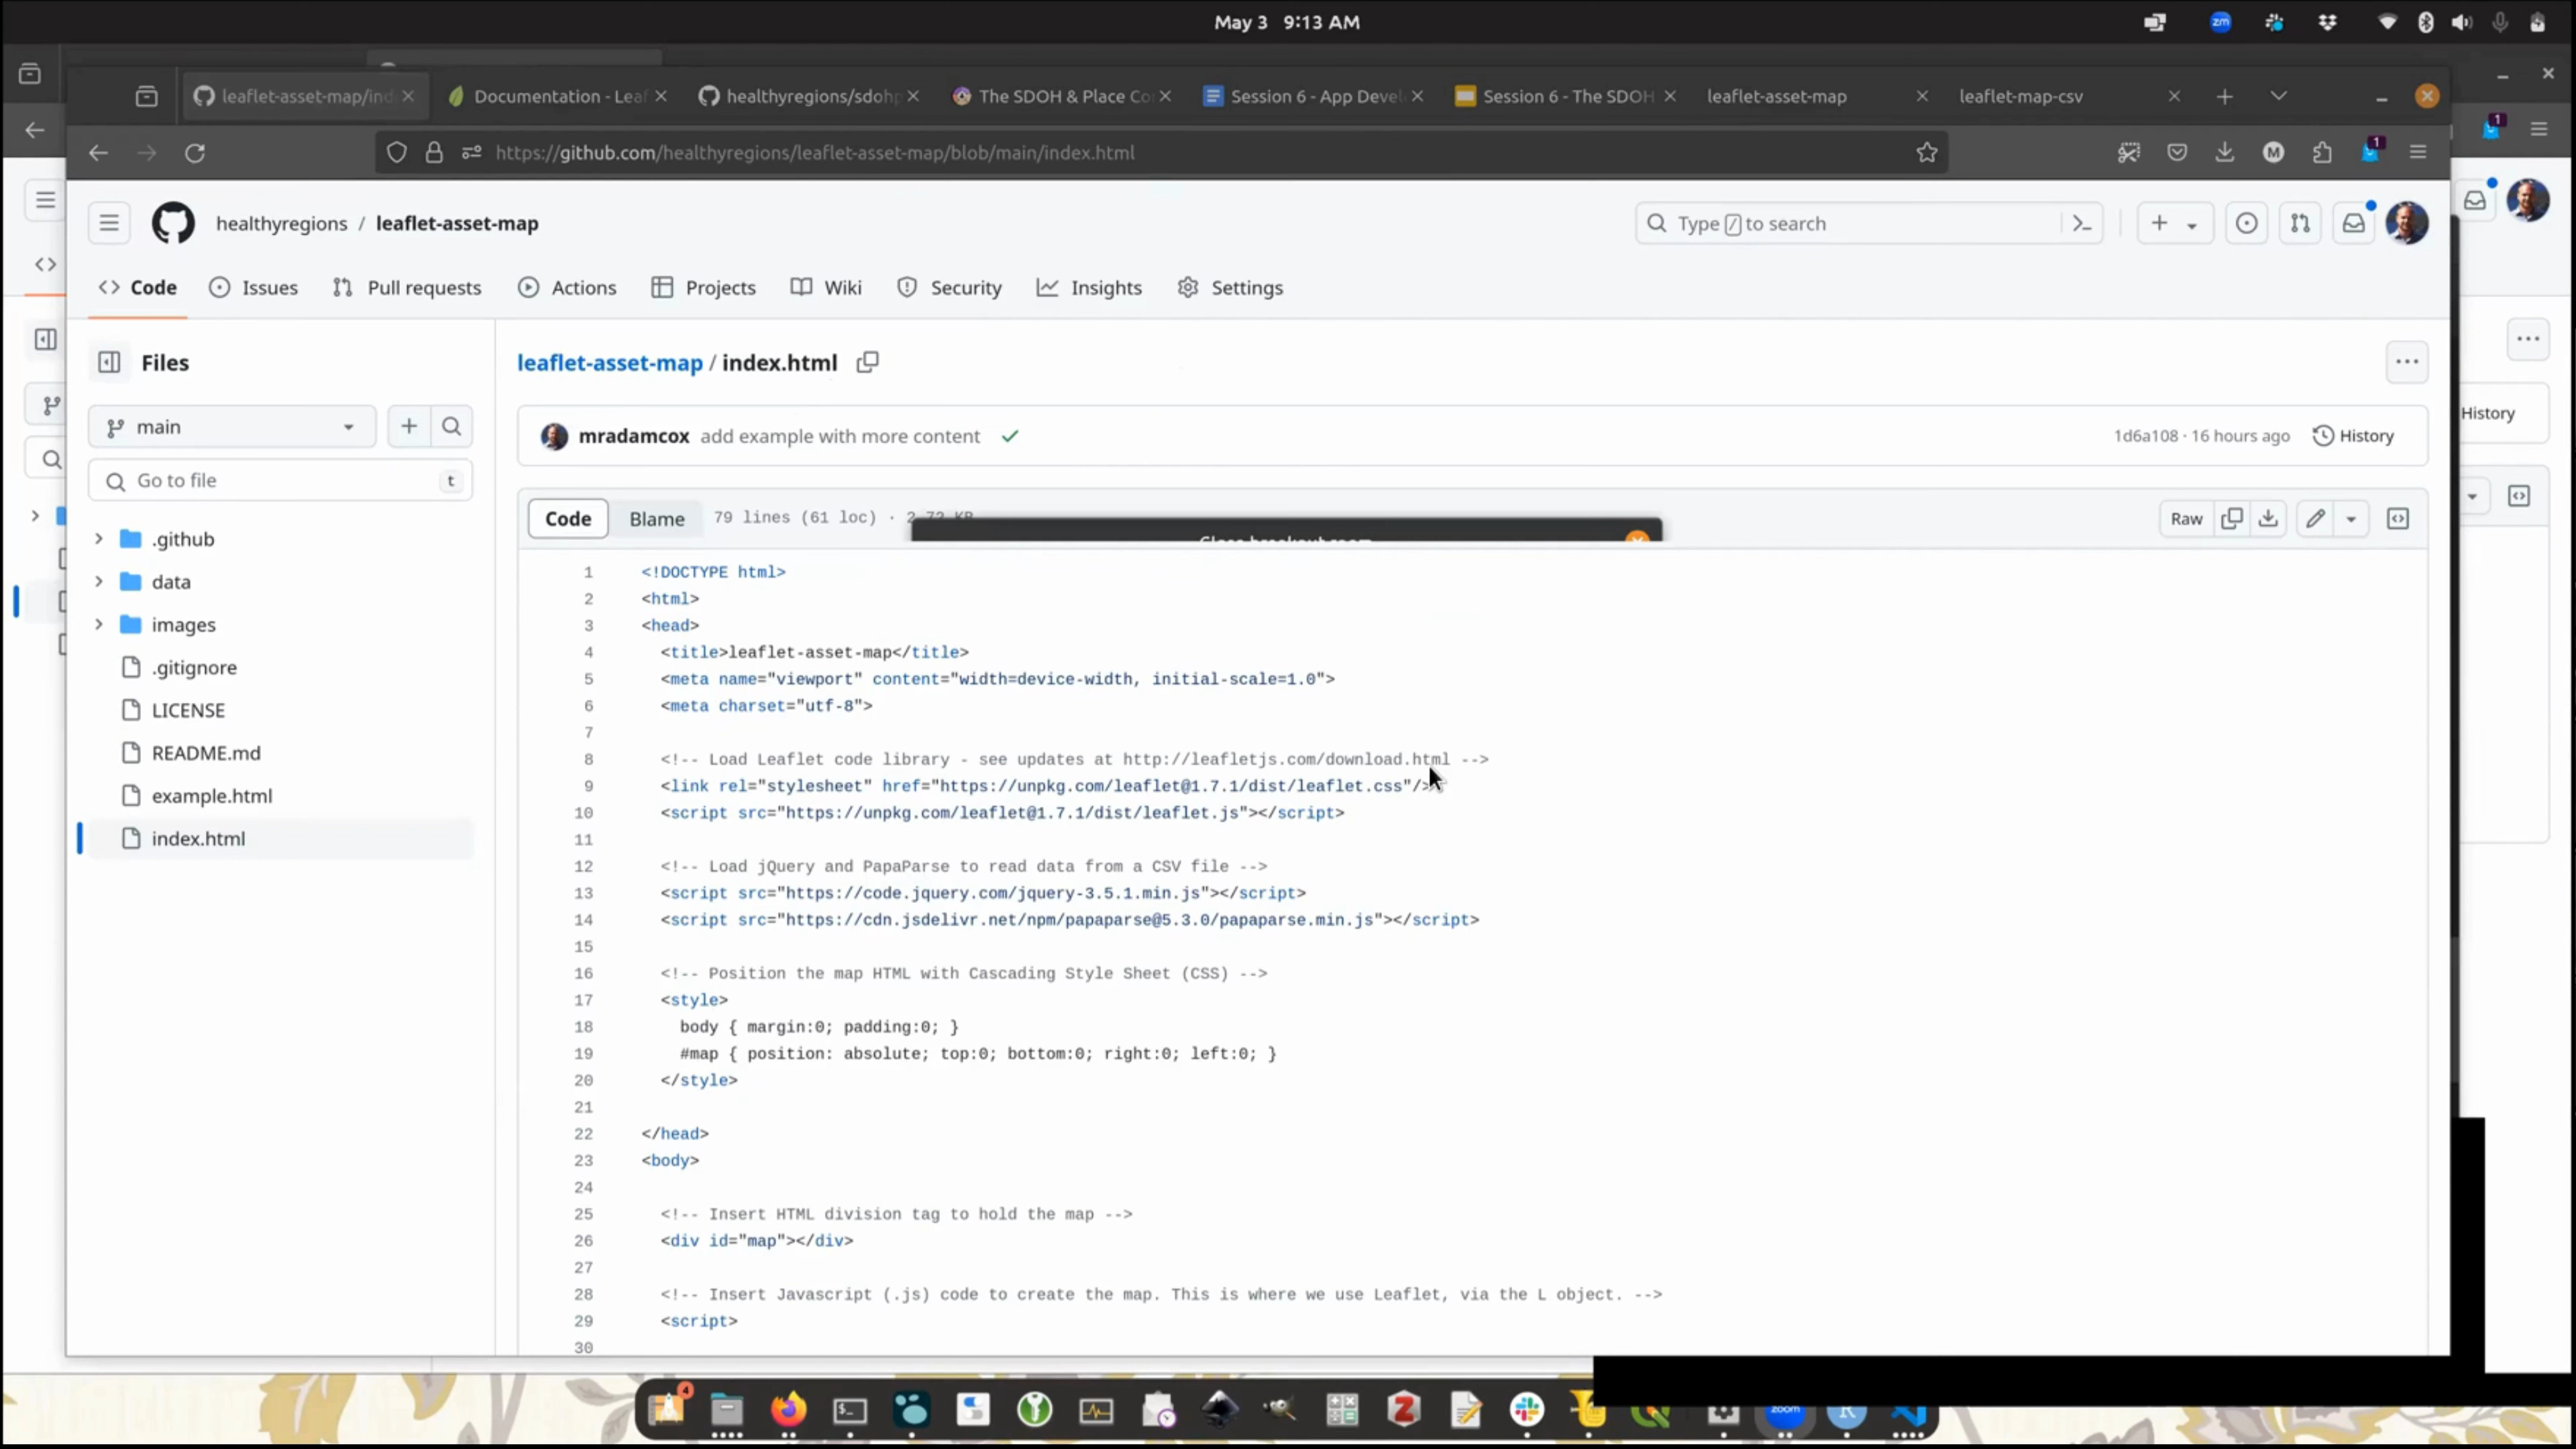 May 3 9:13 AM
zm
leaflet-asset-map/ind
Documentation - Leaf
healthyregions/sdohp
The SDOH & Place Co
Session 6 - App Devel
Session 6 - The SDOH
leaflet-asset-map
leaflet-map-csv
https://github.com/healthyregions/leaflet-asset-map/blob/main/index.html
M
1
1
healthyregions / leaflet-asset-map
Type / to search
Code
Issues
Pull requests
Actions
Projects
Wiki
Security
Insights
Settings
Files
leaflet-asset-map / index.html
main
mradamcox add example with more content
1d6a108 · 16 hours ago
History
History
Go to file
t
Code
Blame
79 lines (61 loc) · 2.72 KB
Close breakout room
Raw
.github
data
images
.gitignore
LICENSE
README.md
example.html
index.html
1 <!DOCTYPE html>
2 <html>
3 <head>
4 <title>leaflet-asset-map</title>
5 <meta name="viewport" content="width=device-width, initial-scale=1.0">
6 <meta charset="utf-8">
7
8 <!-- Load Leaflet code library - see updates at http://leafletjs.com/download.html -->
9 <link rel="stylesheet" href="https://unpkg.com/leaflet@1.7.1/dist/leaflet.css"/>
10 <script src="https://unpkg.com/leaflet@1.7.1/dist/leaflet.js"></script>
11
12 <!-- Load jQuery and PapaParse to read data from a CSV file -->
13 <script src="https://code.jquery.com/jquery-3.5.1.min.js"></script>
14 <script src="https://cdn.jsdelivr.net/npm/papaparse@5.3.0/papaparse.min.js"></script>
15
16 <!-- Position the map HTML with Cascading Style Sheet (CSS) -->
17 <style>
18 body { margin:0; padding:0; }
19 #map { position: absolute; top:0; bottom:0; right:0; left:0; }
20 </style>
21
22 </head>
23 <body>
24
25 <!-- Insert HTML division tag to hold the map -->
26 <div id="map"></div>
27
28 <!-- Insert Javascript (.js) code to create the map. This is where we use Leaflet, via the L object. -->
29 <script>
30
4
$_
Z
zoom
R